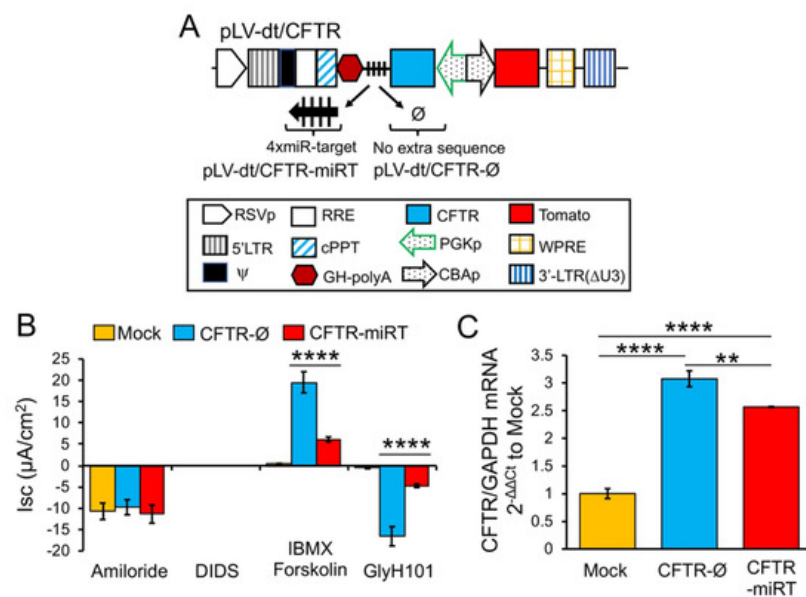 A
pLV-dt/CFTR
Ø
4xmiR-target
No extra sequence
pLV-dt/CFTR-miRT
pLV-dt/CFTR-Ø
RSVp
RRE
CFTR
Tomato
5'LTR
cPPT
PGKp
WPRE
ψ
GH-polyA
CBAp
3'-LTR(ΔU3)
B
Mock
CFTR-Ø
CFTR-miRT
Isc (µA/cm²)
25
20
15
10
5
0
-5
-10
-15
-20
****
****
Amiloride
DIDS
IBMX
Forskolin
GlyH101
C
CFTR/GAPDH mRNA
2^-ΔΔCt to Mock
3.5
3
2.5
2
1.5
1
0.5
0
****
****
**
Mock
CFTR-Ø
CFTR
-miRT